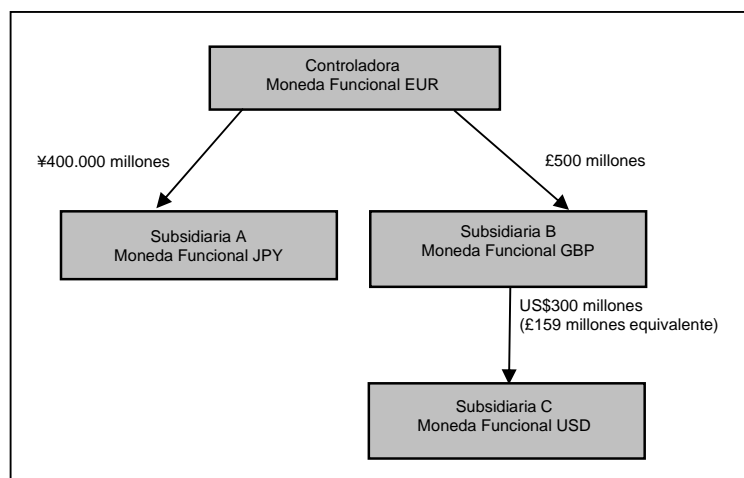 Controladora
Moneda Funcional EUR
¥400.000 millones
£500 millones
Subsidiaria A
Moneda Funcional JPY
Subsidiaria B
Moneda Funcional GBP
US$300 millones
(£159 millones equivalente)
Subsidiaria C
Moneda Funcional USD